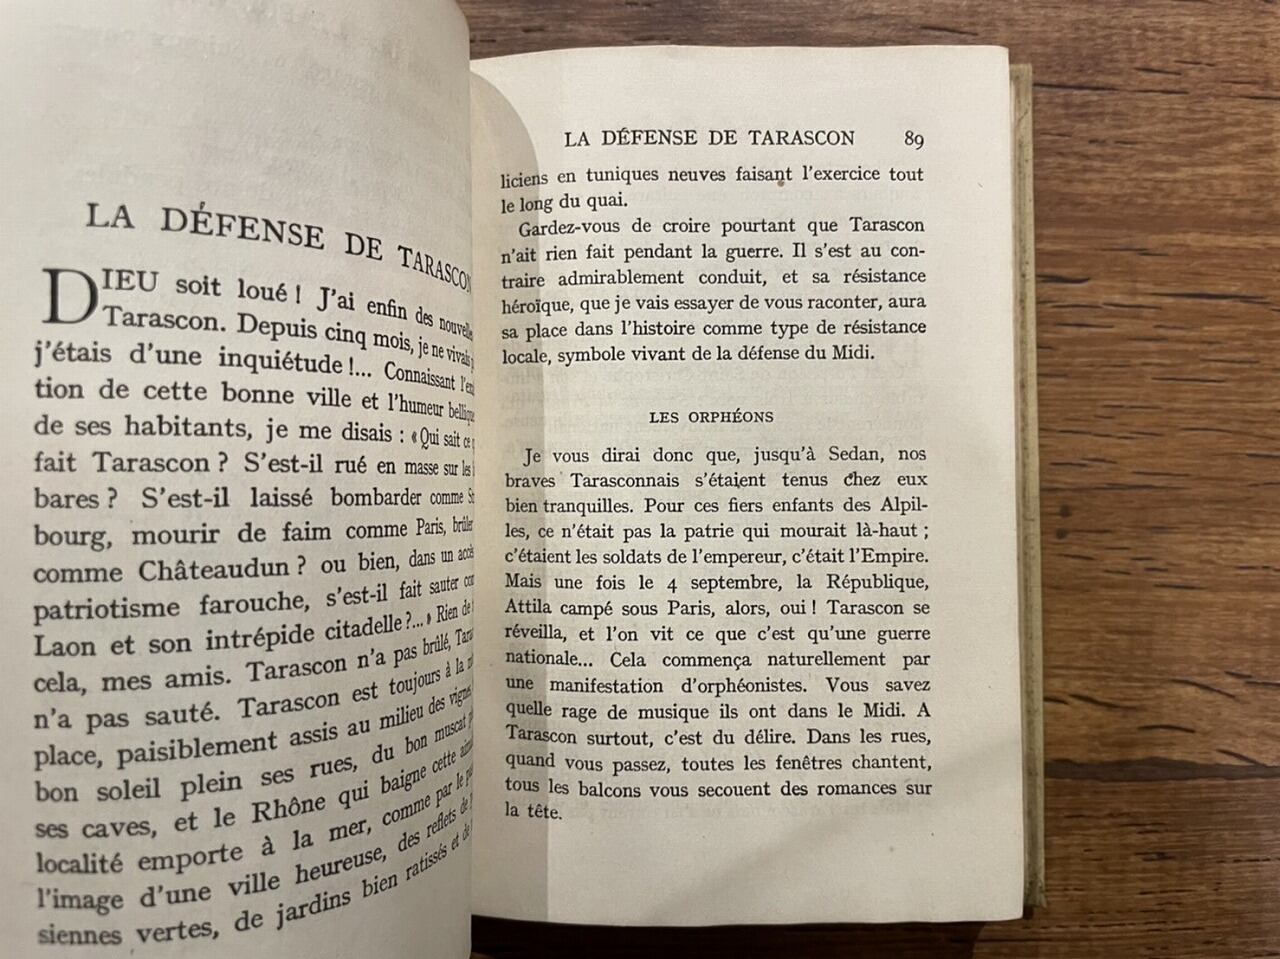 LA DÉFENSE DE TARASCON
DIEU soit loué ! J'ai enfin des nouvelles
Tarascon. Depuis cinq mois, je ne vivais
j'étais d'une inquiétude !... Connaissant
tion de cette bonne ville et l'humeur
de ses habitants, je me disais : « Qui sait ce
fait Tarascon ? S'est-il rué en masse sur les
bares ? S'est-il laissé bombarder comme
bourg, mourir de faim comme Paris, brûler
comme Châteaudun ? ou bien, dans un accès
patriotisme farouche, s'est-il fait sauter
Laon et son intrépide citadelle ?... » Rien de
cela, mes amis. Tarascon n'a pas brûlé,
n'a pas sauté. Tarascon est toujours à la
place, paisiblement assis au milieu des vignes
bon soleil plein ses rues, du bon muscat
ses caves, et le Rhône qui baigne cette
localité emporte à la mer, comme par le
l'image d'une ville heureuse, des reflets de
siennes vertes, de jardins bien ratissés et de
LA DÉFENSE DE TARASCON 89
liciens en tuniques neuves faisant l'exercice tout
le long du quai.
Gardez-vous de croire pourtant que Tarascon
n'ait rien fait pendant la guerre. Il s'est au con-
traire admirablement conduit, et sa résistance
héroïque, que je vais essayer de vous raconter, aura
sa place dans l'histoire comme type de résistance
locale, symbole vivant de la défense du Midi.
LES ORPHÉONS
Je vous dirai donc que, jusqu'à Sedan, nos
braves Tarasconnais s'étaient tenus chez eux
bien tranquilles. Pour ces fiers enfants des Alpil-
les, ce n'était pas la patrie qui mourait là-haut ;
c'étaient les soldats de l'empereur, c'était l'Empire.
Mais une fois le 4 septembre, la République,
Attila campé sous Paris, alors, oui ! Tarascon se
réveilla, et l'on vit ce que c'est qu'une guerre
nationale... Cela commença naturellement par
une manifestation d'orphéonistes. Vous savez
quelle rage de musique ils ont dans le Midi. A
Tarascon surtout, c'est du délire. Dans les rues,
quand vous passez, toutes les fenêtres chantent,
tous les balcons vous secouent des romances sur
la tête.